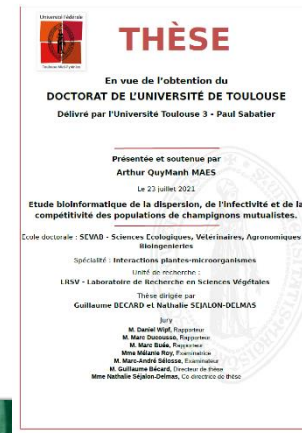 Université Fédérale
Toulouse Midi-Pyrénées
THÈSE
En vue de l'obtention du
DOCTORAT DE L'UNIVERSITÉ DE TOULOUSE
Délivré par l'Université Toulouse 3 - Paul Sabatier
Présentée et soutenue par
Arthur QuyManh MAES
Le 23 juillet 2021
Etude bioinformatique de la dispersion, de l'infectivité et de la
compétitivité des populations de champignons mutualistes.
Ecole doctorale : SEVAB - Sciences Ecologiques, Vétérinaires, Agronomiques
Bioingenieries
Spécialité : Interactions plantes-microorganismes
Unité de recherche :
LRSV - Laboratoire de Recherche en Sciences Végétales
Thèse dirigée par
Guillaume BECARD et Nathalie SEJALON-DELMAS
Jury
M. Daniel Wipf, Rapporteur
M. Marc Ducousso, Rapporteur
M. Marc Buée, Rapporteur
Mme Mélanie Roy, Examinatrice
M. Marc-André Selosse, Examinateur
M. Guillaume Bécard, Directeur de thèse
Mme Nathalie Séjalon-Delmas, Co-directrice de thèse